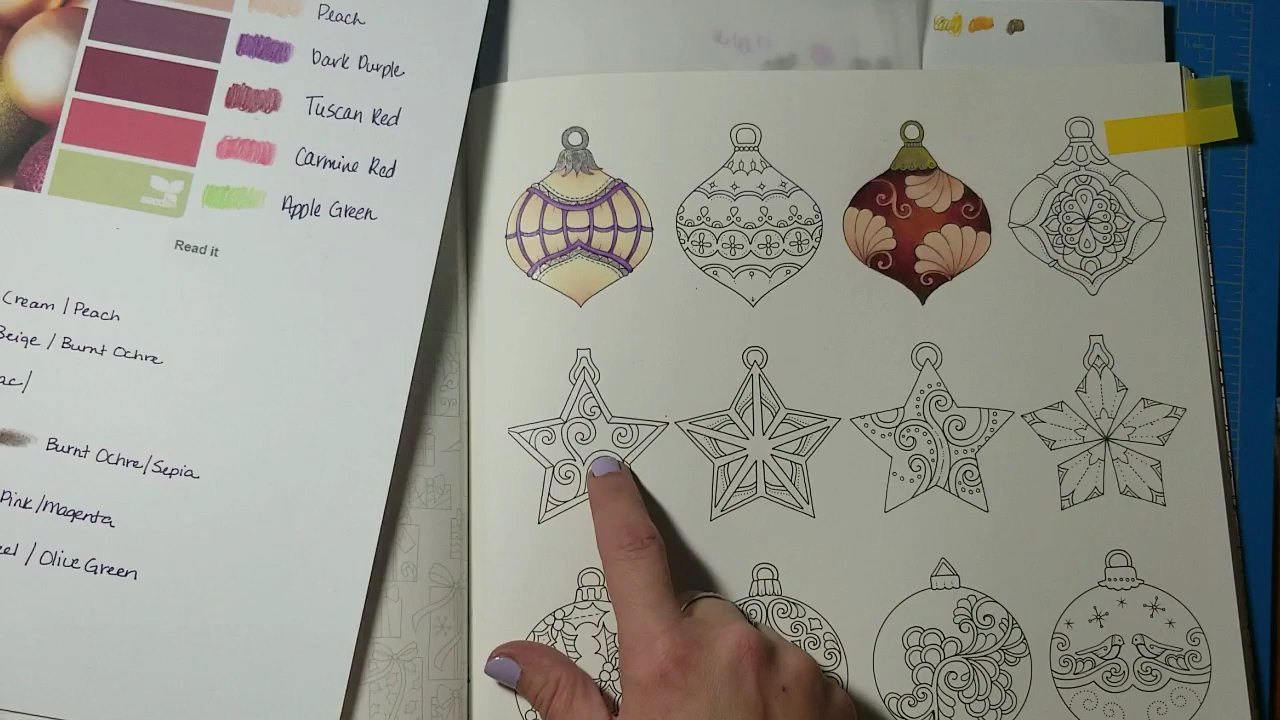 Peach
Dark Purple
Tuscan Red
Carmine Red
Apple Green
Read it
Cream / Peach
Beige / Burnt Ochre
Burnt Ochre/Sepia
Pink/Magenta
/ Olive Green